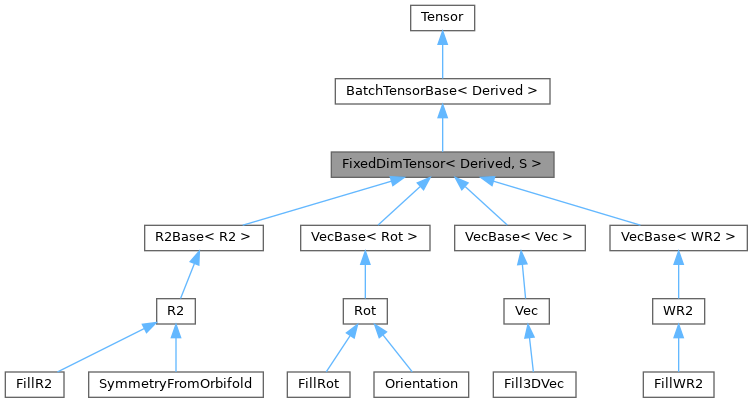 Tensor
BatchTensorBase< Derived >
FixedDimTensor< Derived, S >
R2Base< R2 >
VecBase< Rot >
VecBase< Vec >
VecBase< WR2 >
R2
Rot
Vec
WR2
FillR2
SymmetryFromOrbifold
FillRot
Orientation
Fill3DVec
FillWR2